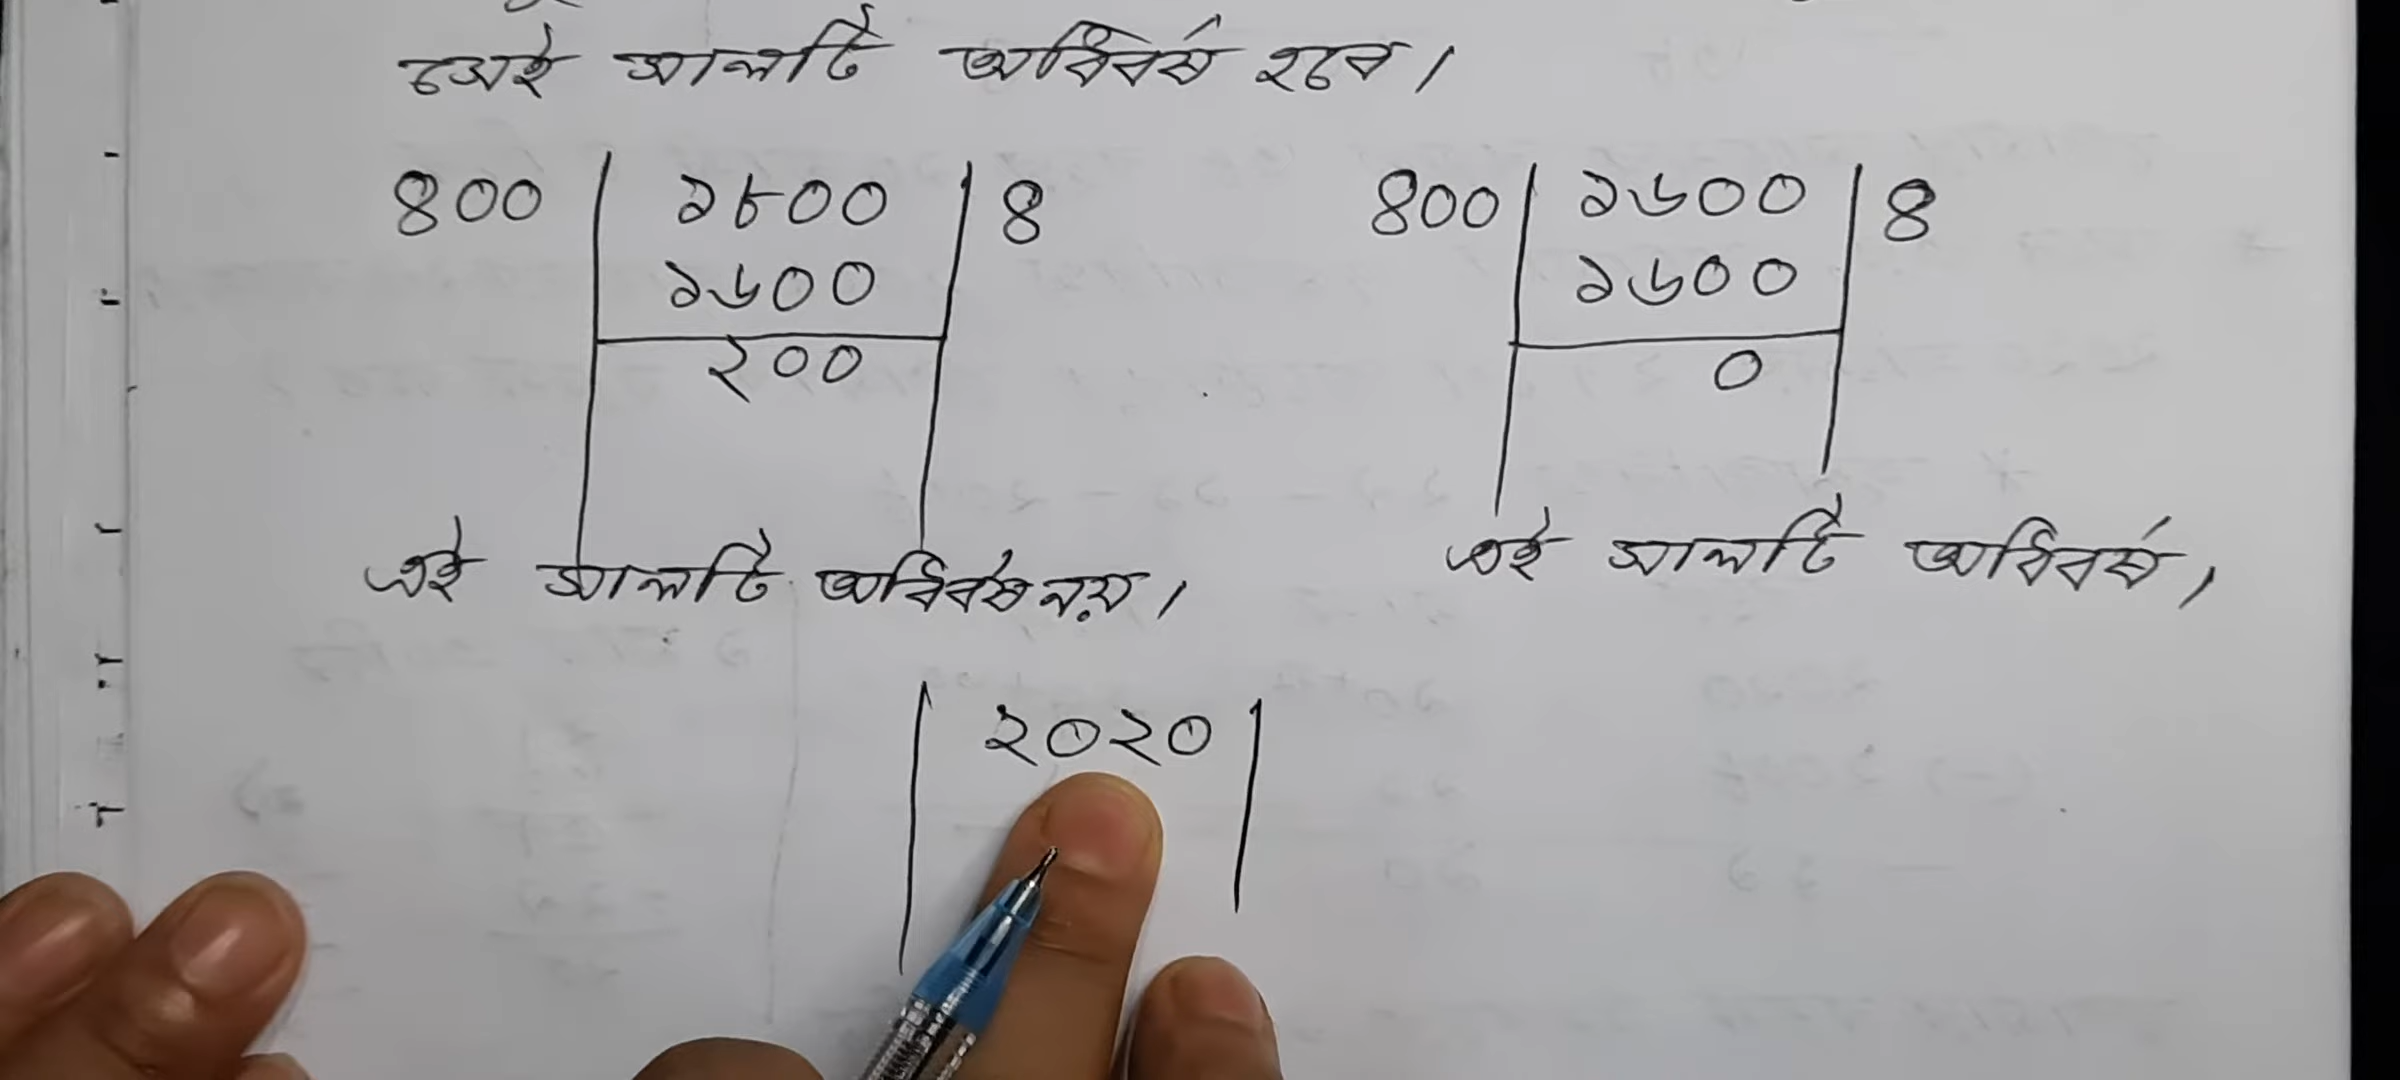 সেই সালটি অধিবর্ষ হবে।
৪০০ | ১৮০০ | ৪
১৬০০
২০০
এই সালটি অধিবর্ষ নয়।
৪০০ | ১৬০০ | ৪
১৬০০
০
এই সালটি অধিবর্ষ।
| ২০২০ |